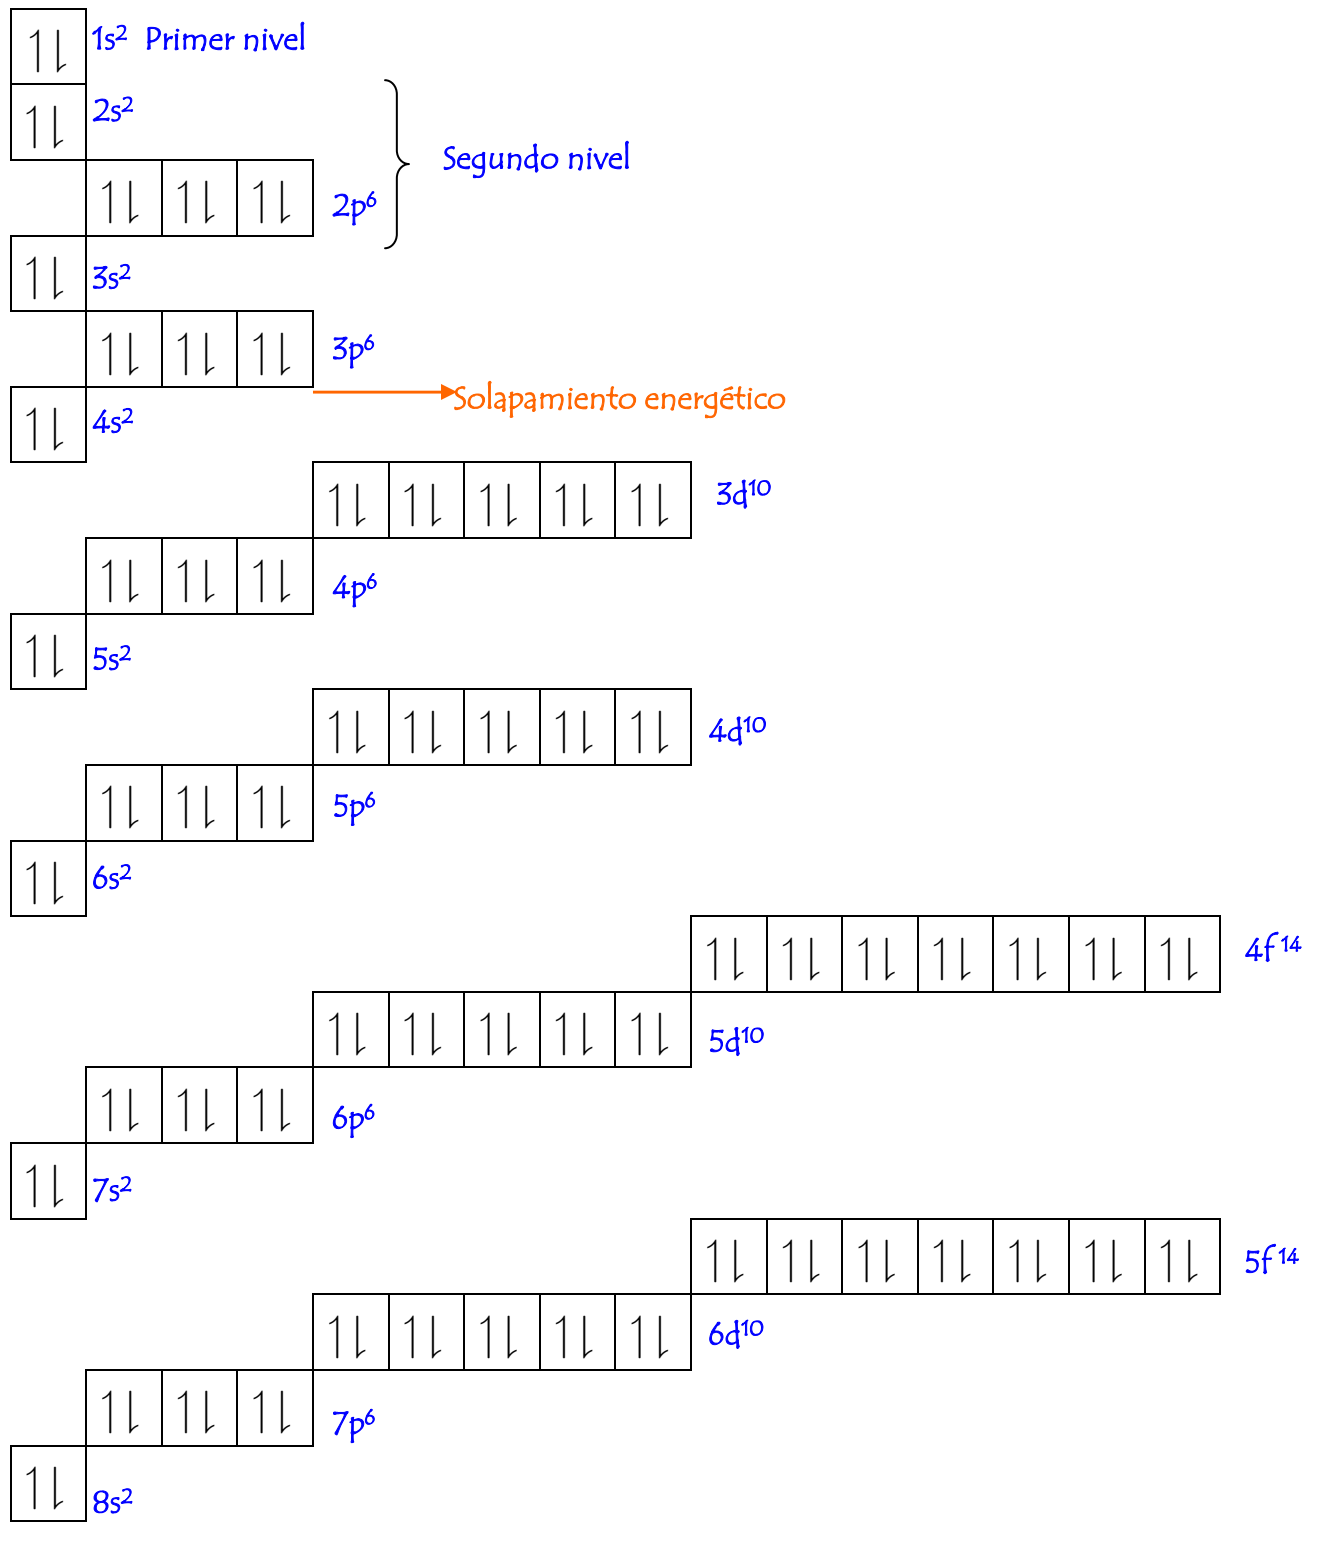 1s² Primer nivel
2s²
Segundo nivel
2p⁶
3s²
3p⁶
Solapamiento energético
4s²
3d¹⁰
4p⁶
5s²
4d¹⁰
5p⁶
6s²
4f¹⁴
5d¹⁰
6p⁶
7s²
5f¹⁴
6d¹⁰
7p⁶
8s²